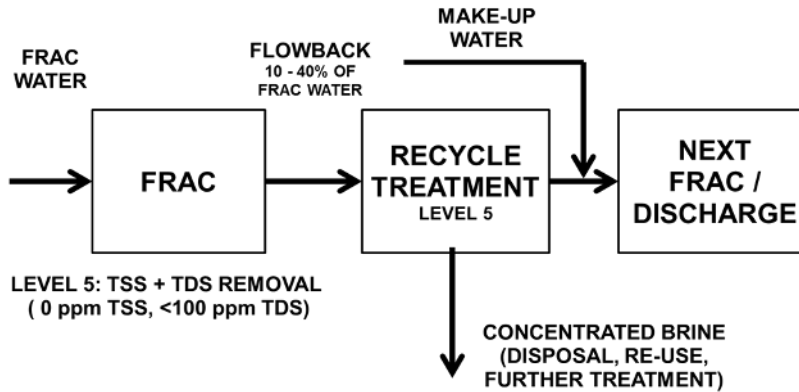 FRAC
WATER
FLOWBACK
10 - 40% OF
FRAC WATER
MAKE-UP
WATER
FRAC
RECYCLE
TREATMENT
LEVEL 5
NEXT
FRAC /
DISCHARGE
LEVEL 5: TSS + TDS REMOVAL
( 0 ppm TSS, <100 ppm TDS)
CONCENTRATED BRINE
(DISPOSAL, RE-USE,
FURTHER TREATMENT)